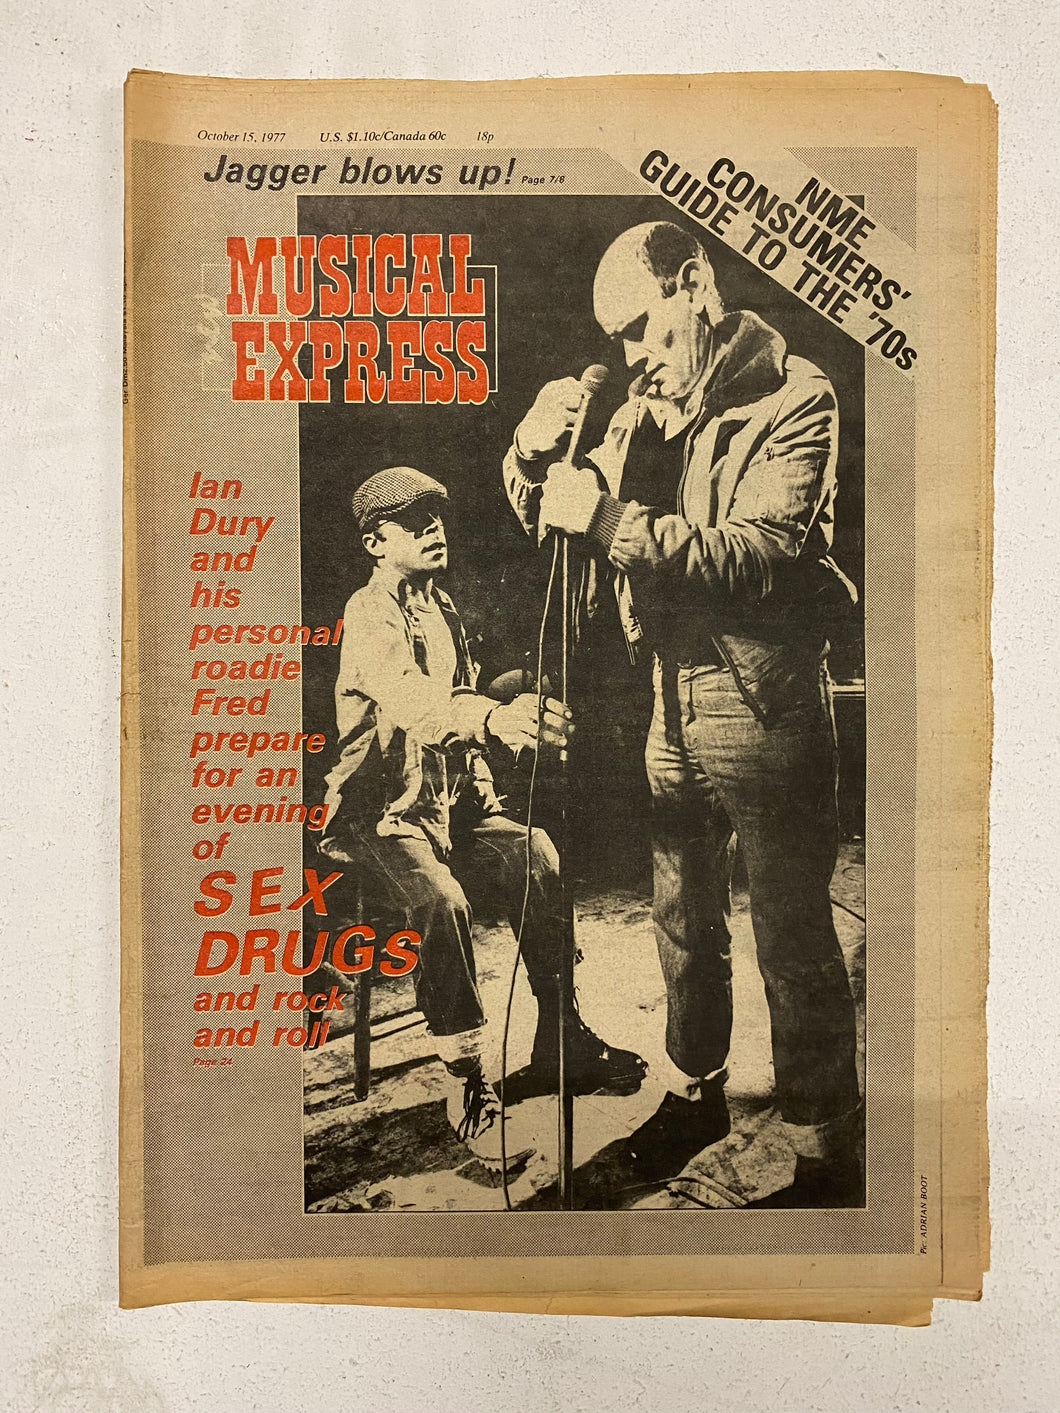 October 15, 1977 U.S. $1.10c/Canada 60c 18p
Jagger blows up! Page 7/8
NME
CONSUMERS'
GUIDE TO THE '70s
new
MUSICAL
EXPRESS
Ian
Dury
and
his
personal
roadie
Fred
prepare
for an
evening
of
SEX
DRUGS
and rock
and roll
Page 24
Pic: ADRIAN BOOT